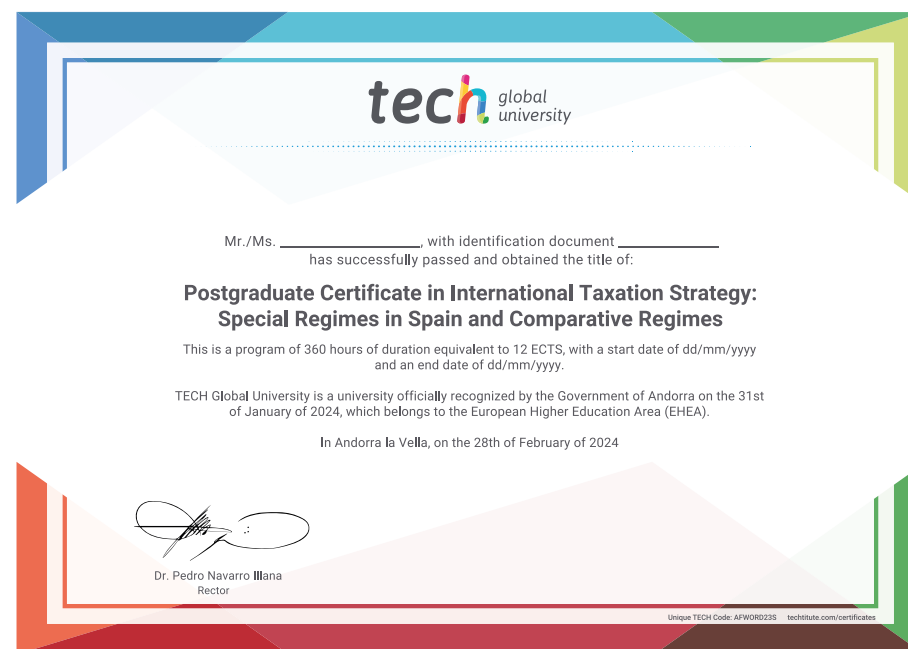 tech global university
Mr./Ms. ____________________, with identification document ______________
has successfully passed and obtained the title of:
Postgraduate Certificate in International Taxation Strategy:
Special Regimes in Spain and Comparative Regimes
This is a program of 360 hours of duration equivalent to 12 ECTS, with a start date of dd/mm/yyyy
and an end date of dd/mm/yyyy.
TECH Global University is a university officially recognized by the Government of Andorra on the 31st
of January of 2024, which belongs to the European Higher Education Area (EHEA).
In Andorra la Vella, on the 28th of February of 2024
Dr. Pedro Navarro Illana
Rector
Unique TECH Code: AFWORD23S techtitute.com/certificates